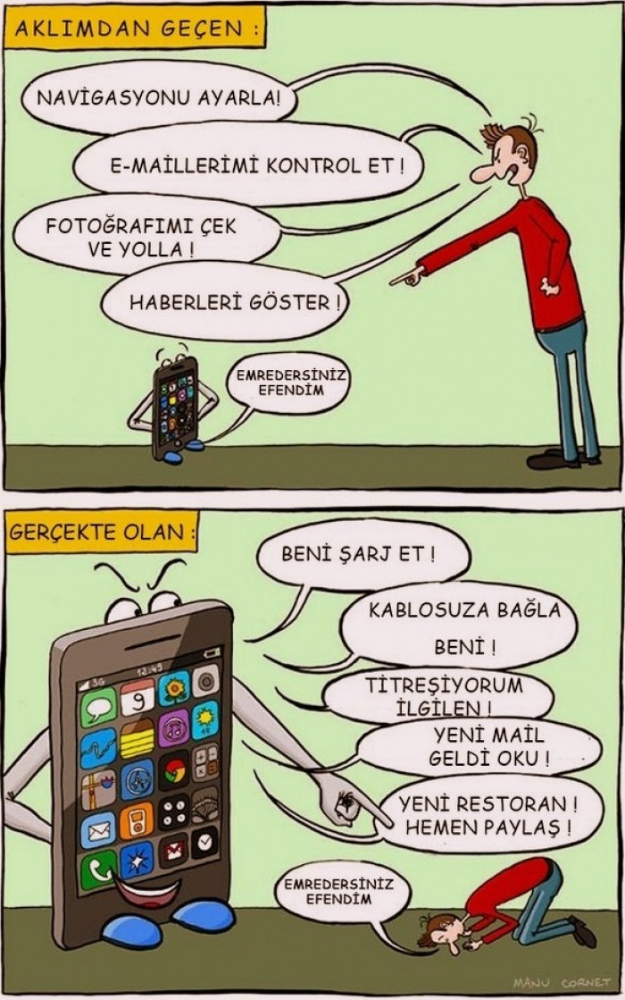 AKLIMDAN GEÇEN :
NAVİGASYONU AYARLA!
E-MAİLLERİMİ KONTROL ET !
FOTOĞRAFIMI ÇEK
VE YOLLA !
HABERLERİ GÖSTER !
EMREDERSİNİZ
EFENDİM
GERÇEKTE OLAN :
BENİ ŞARJ ET !
KABLOSUZA BAĞLA
BENİ !
TİTREŞİYORUM
İLGİLEN !
YENİ MAİL
GELDİ OKU !
YENİ RESTORAN !
HEMEN PAYLAŞ !
3G 12:49
9
EMREDERSİNİZ
EFENDİM
MANU CORNET